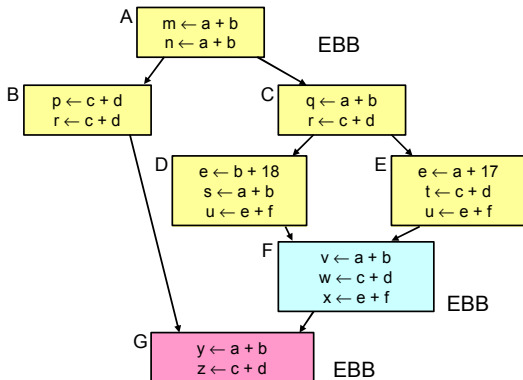 A
m ← a + b
n ← a + b
EBB
B
p ← c + d
r ← c + d
C
q ← a + b
r ← c + d
D
e ← b + 18
s ← a + b
u ← e + f
E
e ← a + 17
t ← c + d
u ← e + f
F
v ← a + b
w ← c + d
x ← e + f
EBB
G
y ← a + b
z ← c + d
EBB